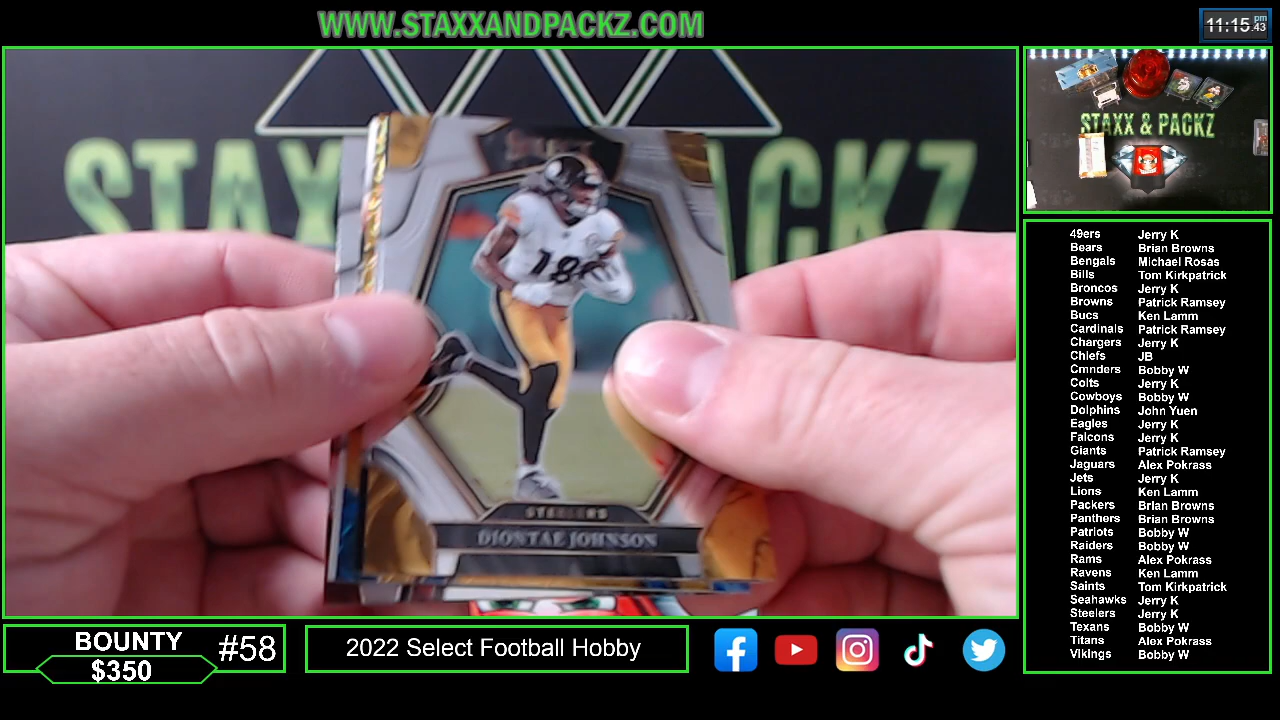 WWW.STAXXANDPACKZ.COM
11:15 pm .43
STAXX & PACKZ
18
STEELERS
DIONTAE JOHNSON
STAXX & PACKZ
49ers Jerry K
Bears Brian Browns
Bengals Michael Rosas
Bills Tom Kirkpatrick
Broncos Jerry K
Browns Patrick Ramsey
Bucs Ken Lamm
Cardinals Patrick Ramsey
Chargers Jerry K
Chiefs JB
Cmnders Bobby W
Colts Jerry K
Cowboys Bobby W
Dolphins John Yuen
Eagles Jerry K
Falcons Jerry K
Giants Patrick Ramsey
Jaguars Alex Pokrass
Jets Jerry K
Lions Ken Lamm
Packers Brian Browns
Panthers Brian Browns
Patriots Bobby W
Raiders Bobby W
Rams Alex Pokrass
Ravens Ken Lamm
Saints Tom Kirkpatrick
Seahawks Jerry K
Steelers Jerry K
Texans Bobby W
Titans Alex Pokrass
Vikings Bobby W
BOUNTY
$350
#58
2022 Select Football Hobby